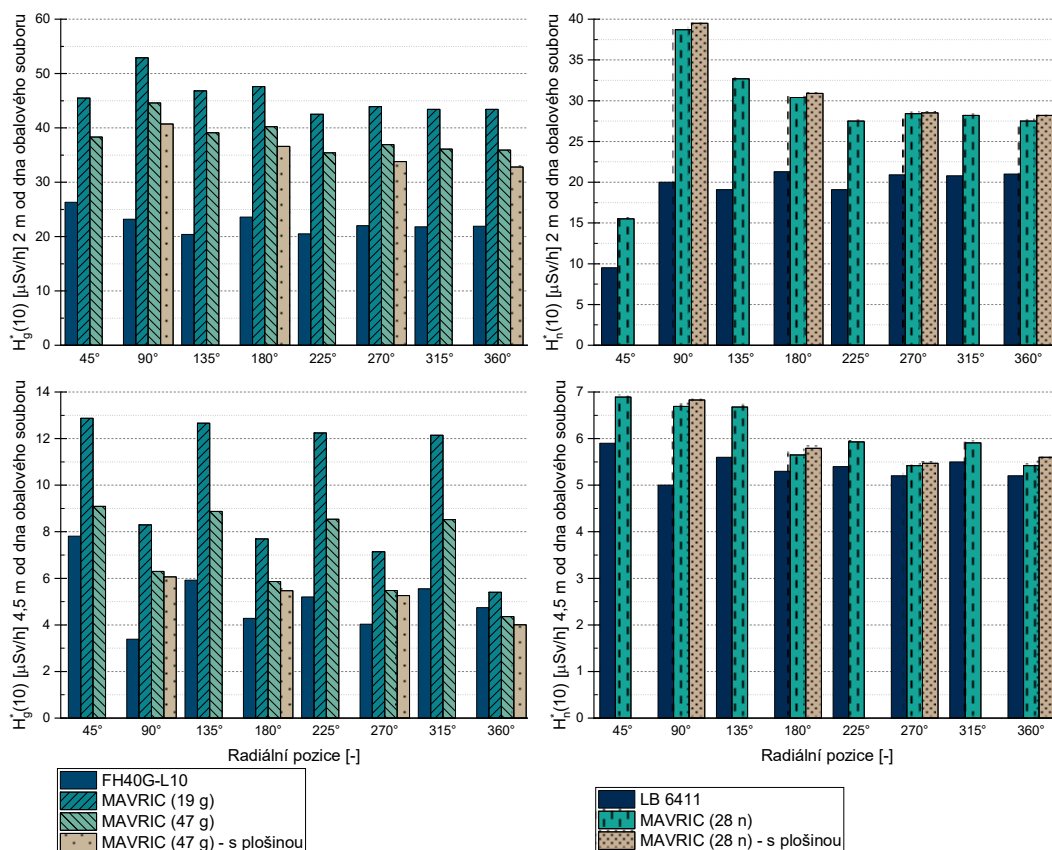 H*g(10) [µSv/h] 2 m od dna obalového souboru
60
50
40
30
20
10
0
45° 90° 135° 180° 225° 270° 315° 360°
H*n(10) [µSv/h] 2 m od dna obalového souboru
40
35
30
25
20
15
10
5
0
45° 90° 135° 180° 225° 270° 315° 360°
H*g(10) [µSv/h] 4,5 m od dna obalového souboru
14
12
10
8
6
4
2
0
45° 90° 135° 180° 225° 270° 315° 360°
Radiální pozice [-]
H*n(10) [µSv/h] 4,5 m od dna obalového souboru
7
6
5
4
3
2
1
0
45° 90° 135° 180° 225° 270° 315° 360°
Radiální pozice [-]
FH40G-L10
MAVRIC (19 g)
MAVRIC (47 g)
MAVRIC (47 g) - s plošinou
LB 6411
MAVRIC (28 n)
MAVRIC (28 n) - s plošinou